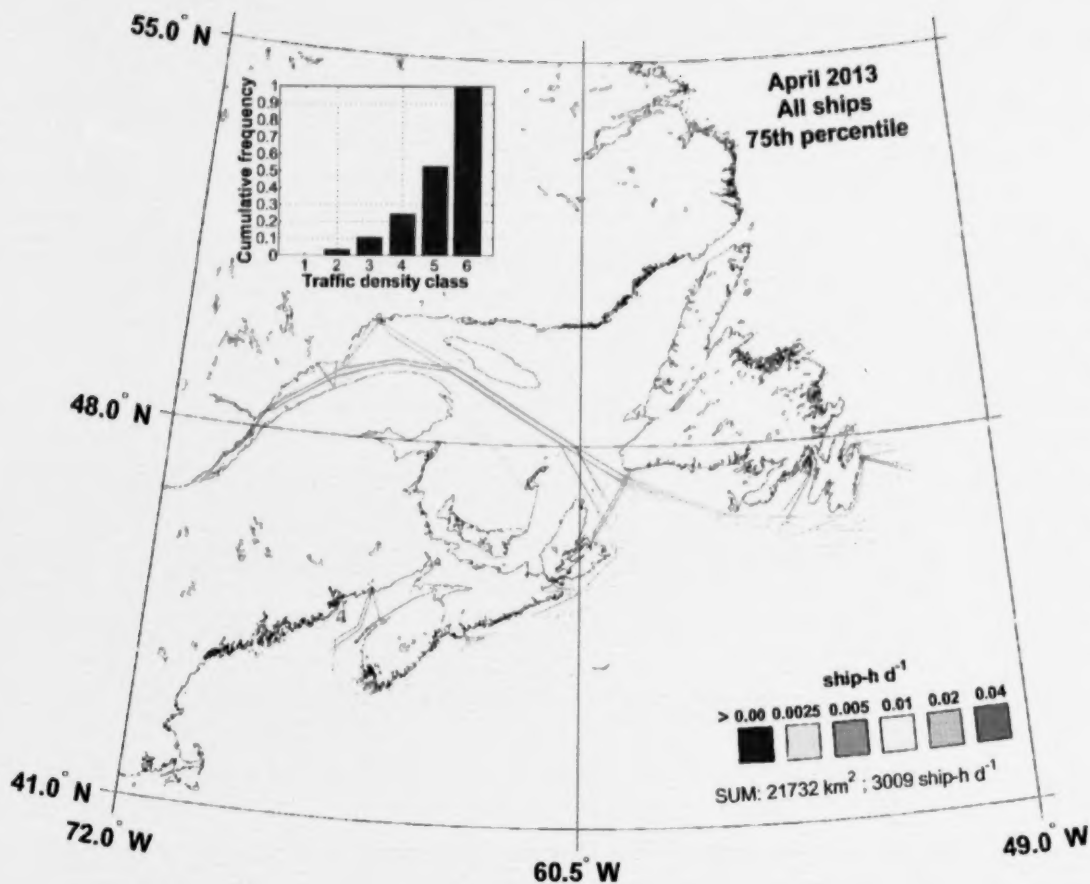 55.0° N
April 2013
All ships
75th percentile
Cumulative frequency
1
0.9
0.8
0.7
0.6
0.5
0.4
0.3
0.2
0.1
0
1 2 3 4 5 6
Traffic density class
48.0° N
ship-h d⁻¹
> 0.00 0.0025 0.005 0.01 0.02 0.04
SUM: 21732 km² ; 3009 ship-h d⁻¹
41.0° N
72.0° W
60.5° W
49.0° W